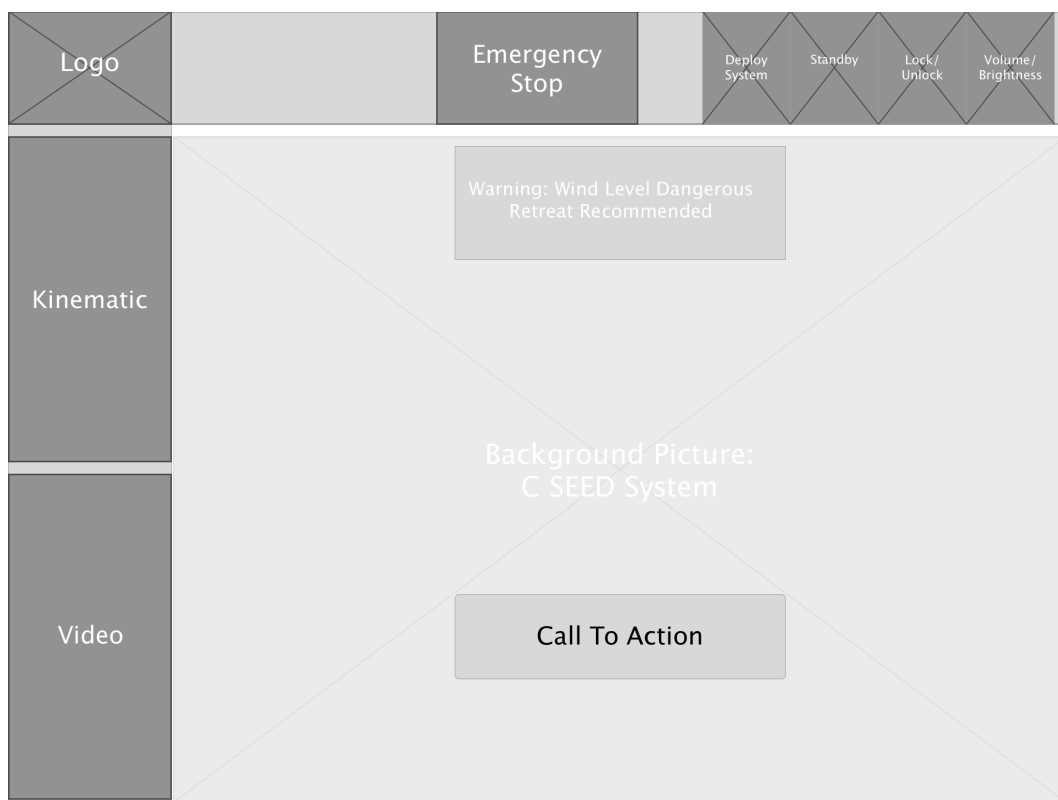 Logo
Emergency
Stop
Deploy
System
Standby
Lock/
Unlock
Volume/
Brightness
Kinematic
Video
Warning: Wind Level Dangerous
Retreat Recommended
Background Picture:
C SEED System
Call To Action